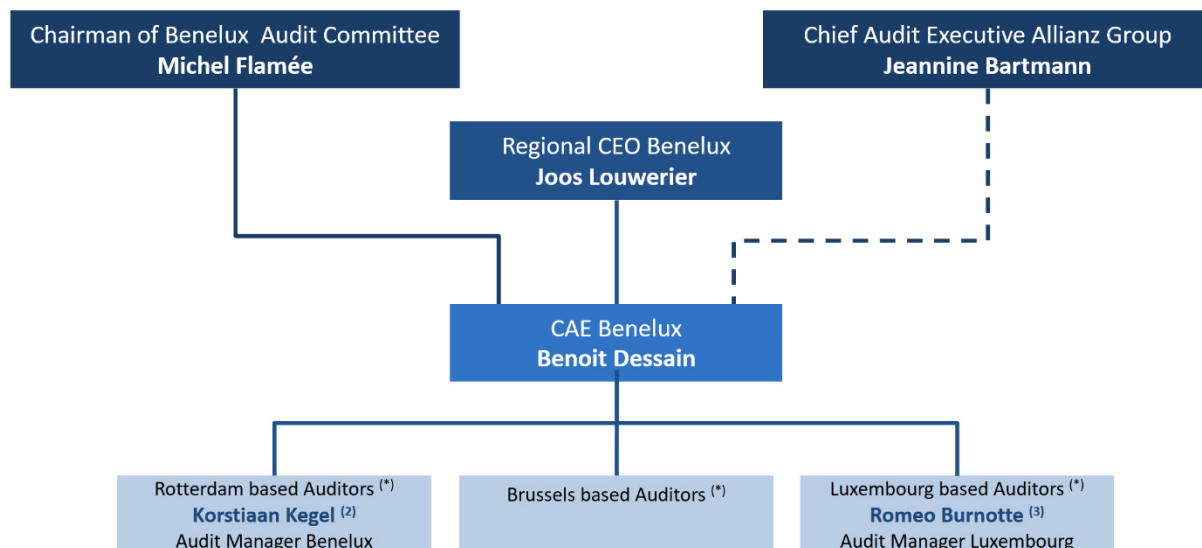 Chairman of Benelux Audit Committee
Michel Flamée
Chief Audit Executive Allianz Group
Jeannine Bartmann
Regional CEO Benelux
Joos Louwerier
CAE Benelux
Benoit Dessain
Rotterdam based Auditors (*)
Korstiaan Kegel (2)
Audit Manager Benelux
Brussels based Auditors (*)
Luxembourg based Auditors (*)
Romeo Burnotte (3)
Audit Manager Luxembourg